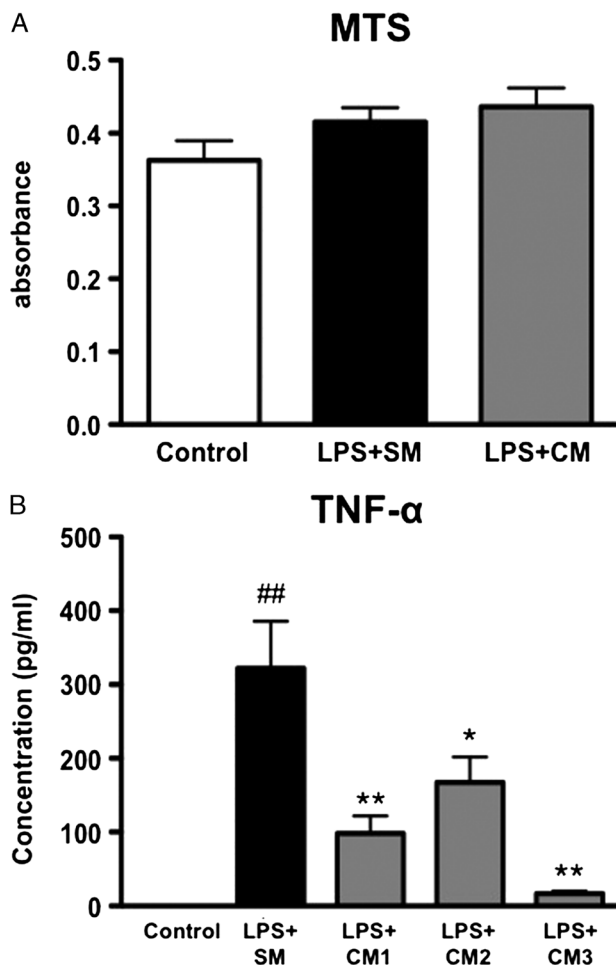 A
MTS
0.5
0.4
0.3
0.2
0.1
0.0
absorbance
Control LPS+SM LPS+CM
B
TNF-α
500
400
300
200
100
0
Concentration (pg/ml)
##
**
*
**
Control LPS+ LPS+ LPS+ LPS+
SM CM1 CM2 CM3